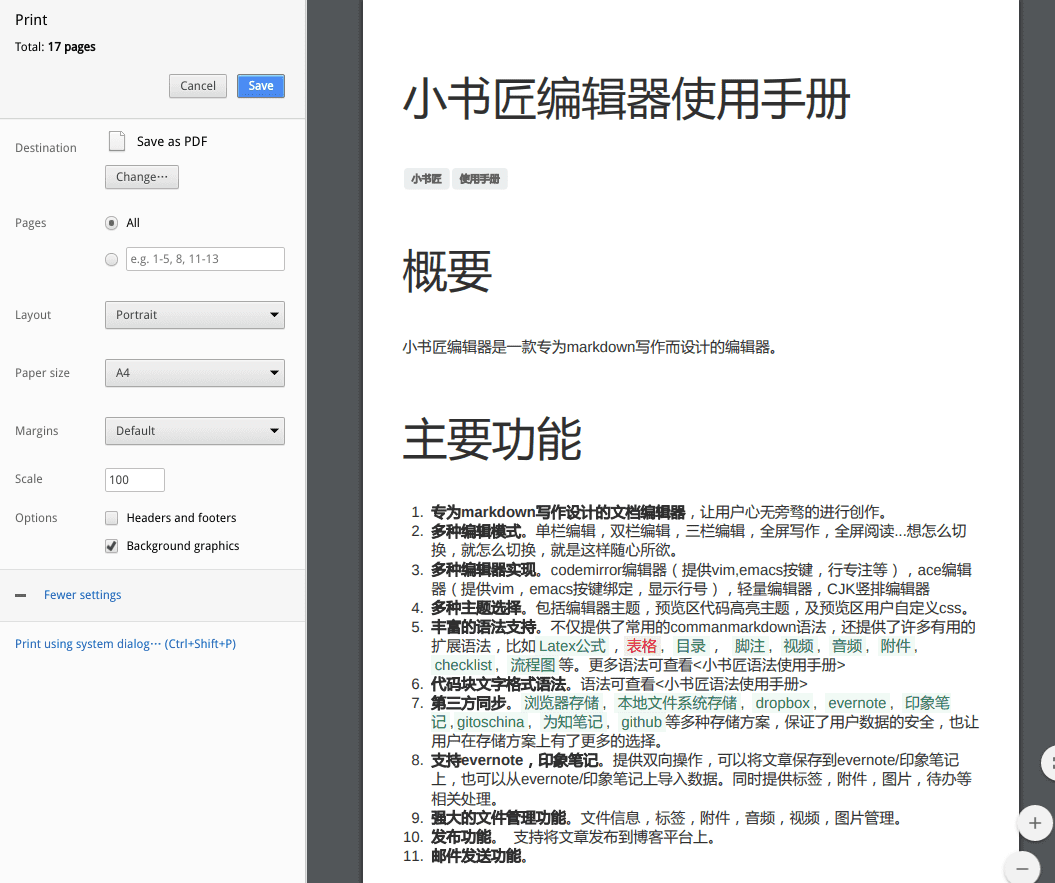 Print
Total: 17 pages
Cancel
Save
Destination
Save as PDF
Change…
Pages
All
e.g. 1-5, 8, 11-13
Layout
Portrait
Paper size
A4
Margins
Default
Scale
100
Options
Headers and footers
Background graphics
Fewer settings
Print using system dialog… (Ctrl+Shift+P)
小书匠编辑器使用手册
小书匠 使用手册
概要
小书匠编辑器是一款专为markdown写作而设计的编辑器。
主要功能
1. 专为markdown写作设计的文档编辑器，让用户心无旁骛的进行创作。
2. 多种编辑模式。单栏编辑，双栏编辑，三栏编辑，全屏写作，全屏阅读...想怎么切
换，就怎么切换，就是这样随心所欲。
3. 多种编辑器实现。codemirror编辑器（提供vim,emacs按键，行专注等），ace编辑
器（提供vim，emacs按键绑定，显示行号），轻量编辑器，CJK竖排编辑器
4. 多种主题选择。包括编辑器主题，预览区代码高亮主题，及预览区用户自定义css。
5. 丰富的语法支持。不仅提供了常用的commanmarkdown语法，还提供了许多有用的
扩展语法，比如 Latex公式 ，表格， 目录 ， 脚注， 视频， 音频， 附件，
checklist， 流程图 等。更多语法可查看<小书匠语法使用手册>
6. 代码块文字格式语法。语法可查看<小书匠语法使用手册>
7. 第三方同步。 浏览器存储， 本地文件系统存储， dropbox， evernote， 印象笔
记 , gitoschina， 为知笔记， github 等多种存储方案，保证了用户数据的安全，也让
用户在存储方案上有了更多的选择。
8. 支持evernote，印象笔记。提供双向操作，可以将文章保存到evernote/印象笔记
上，也可以从evernote/印象笔记上导入数据。同时提供标签，附件，图片，待办等
相关处理。
9. 强大的文件管理功能。文件信息，标签，附件，音频，视频，图片管理。
10. 发布功能。 支持将文章发布到博客平台上。
11. 邮件发送功能。